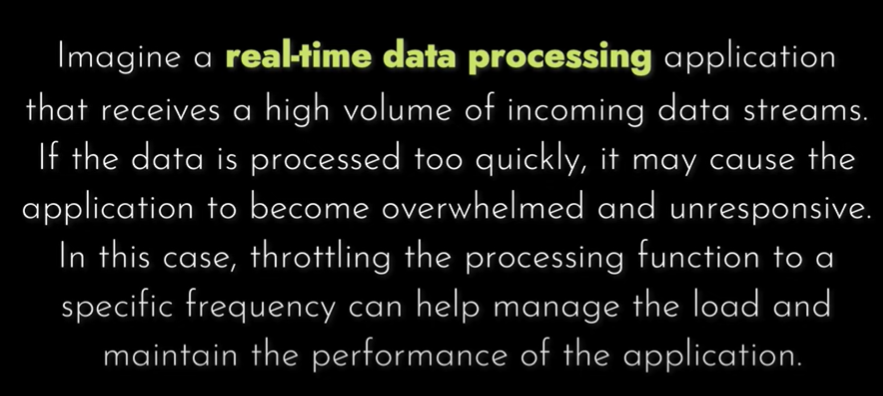 Imagine a real-time data processing application
that receives a high volume of incoming data streams.
If the data is processed too quickly, it may cause the
application to become overwhelmed and unresponsive.
In this case, throttling the processing function to a
specific frequency can help manage the load and
maintain the performance of the application.